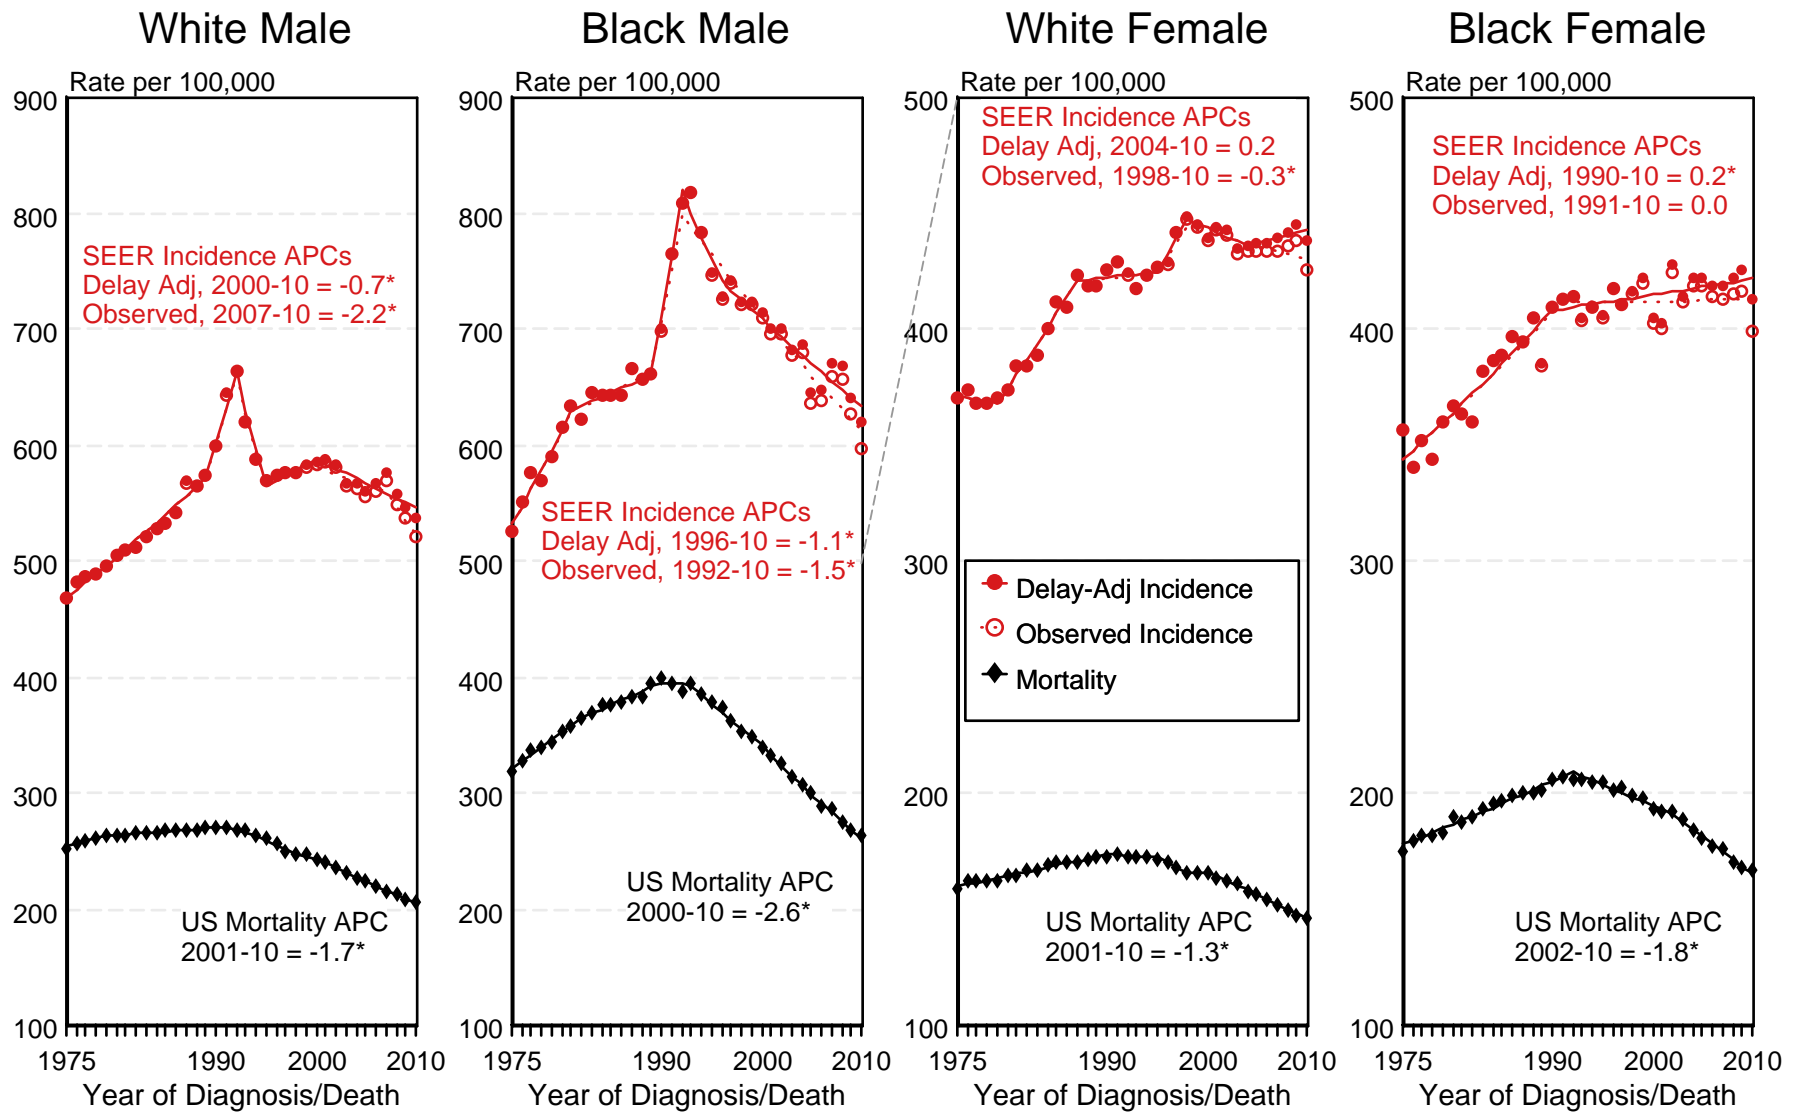 White Male
Rate per 100,000
900
800
700
600
500
400
300
200
100
SEER Incidence APCs
Delay Adj, 2000-10 = -0.7*
Observed, 2007-10 = -2.2*
US Mortality APC
2001-10 = -1.7*
1975 1990 2000 2010
Year of Diagnosis/Death
Black Male
Rate per 100,000
900
800
700
600
500
400
300
200
100
SEER Incidence APCs
Delay Adj, 1996-10 = -1.1*
Observed, 1992-10 = -1.5*
US Mortality APC
2000-10 = -2.6*
1975 1990 2000 2010
Year of Diagnosis/Death
White Female
Rate per 100,000
500
400
300
200
100
SEER Incidence APCs
Delay Adj, 2004-10 = 0.2
Observed, 1998-10 = -0.3*
Delay-Adj Incidence
Observed Incidence
Mortality
US Mortality APC
2001-10 = -1.3*
1975 1990 2000 2010
Year of Diagnosis/Death
Black Female
Rate per 100,000
500
400
300
200
100
SEER Incidence APCs
Delay Adj, 1990-10 = 0.2*
Observed, 1991-10 = 0.0
US Mortality APC
2002-10 = -1.8*
1975 1990 2000 2010
Year of Diagnosis/Death